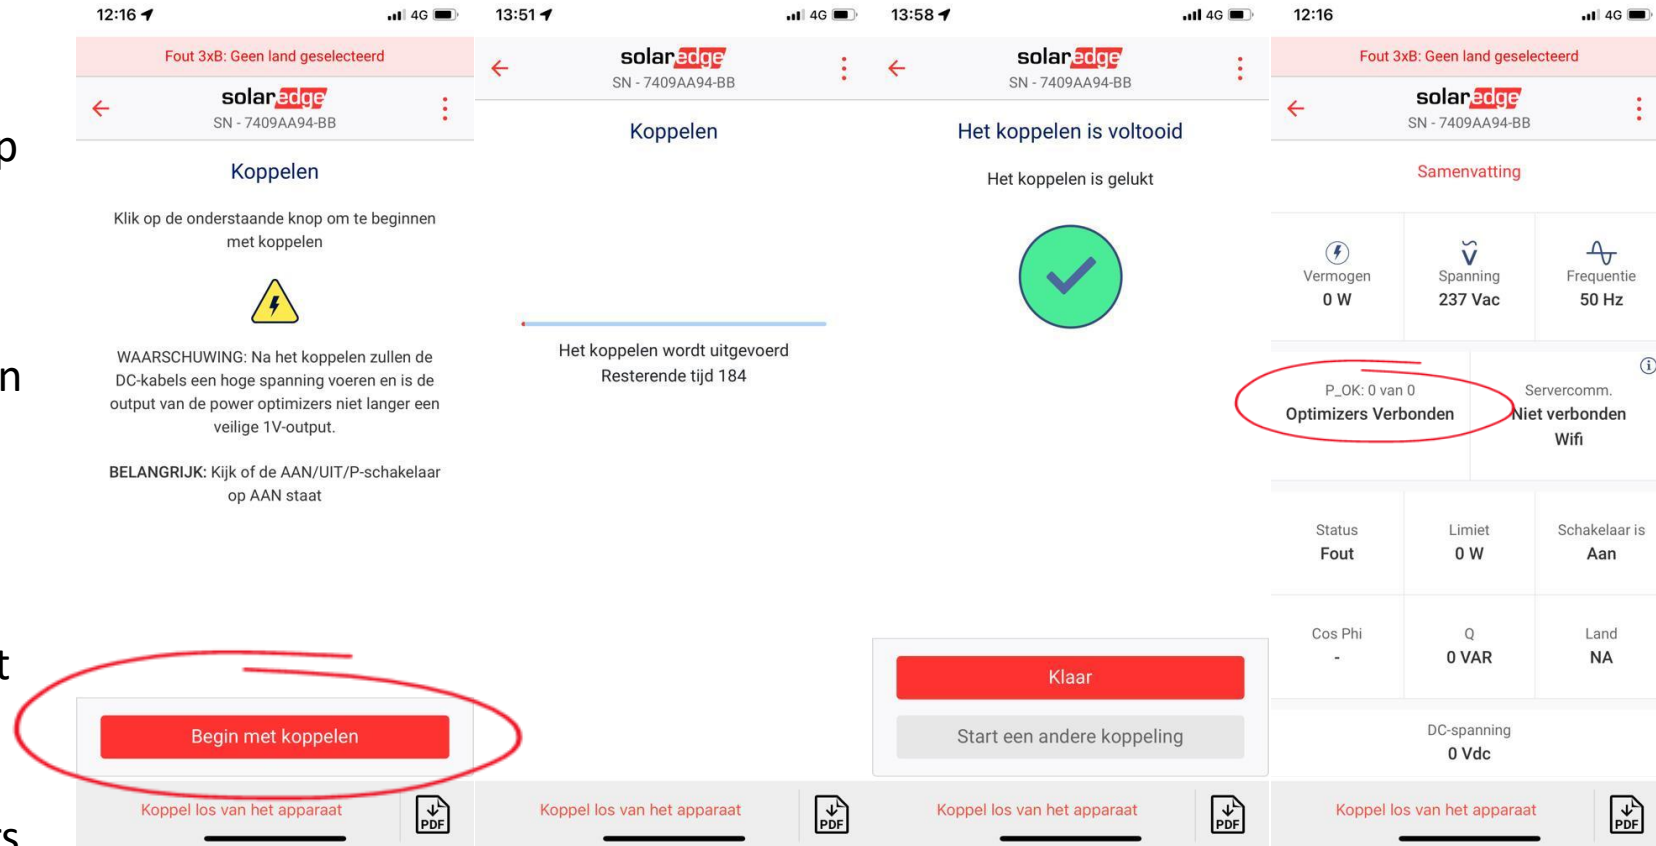 12:16
4G
Fout 3xB: Geen land geselecteerd
solaredge
SN - 7409AA94-BB
Koppelen
Klik op de onderstaande knop om te beginnen
met koppelen
WAARSCHUWING: Na het koppelen zullen de
DC-kabels een hoge spanning voeren en is de
output van de power optimizers niet langer een
veilige 1V-output.
BELANGRIJK: Kijk of de AAN/UIT/P-schakelaar
op AAN staat
Begin met koppelen
Koppel los van het apparaat
PDF
13:51
4G
solaredge
SN - 7409AA94-BB
Koppelen
Het koppelen wordt uitgevoerd
Resterende tijd 184
Koppel los van het apparaat
PDF
13:58
4G
solaredge
SN - 7409AA94-BB
Het koppelen is voltooid
Het koppelen is gelukt
Klaar
Start een andere koppeling
Koppel los van het apparaat
PDF
12:16
4G
Fout 3xB: Geen land geselecteerd
solaredge
SN - 7409AA94-BB
Samenvatting
Vermogen
0 W
Spanning
237 Vac
Frequentie
50 Hz
P_OK: 0 van 0
Optimizers Verbonden
Servercomm.
Niet verbonden
Wifi
Status
Fout
Limiet
0 W
Schakelaar is
Aan
Cos Phi
-
Q
0 VAR
Land
NA
DC-spanning
0 Vdc
Koppel los van het apparaat
PDF